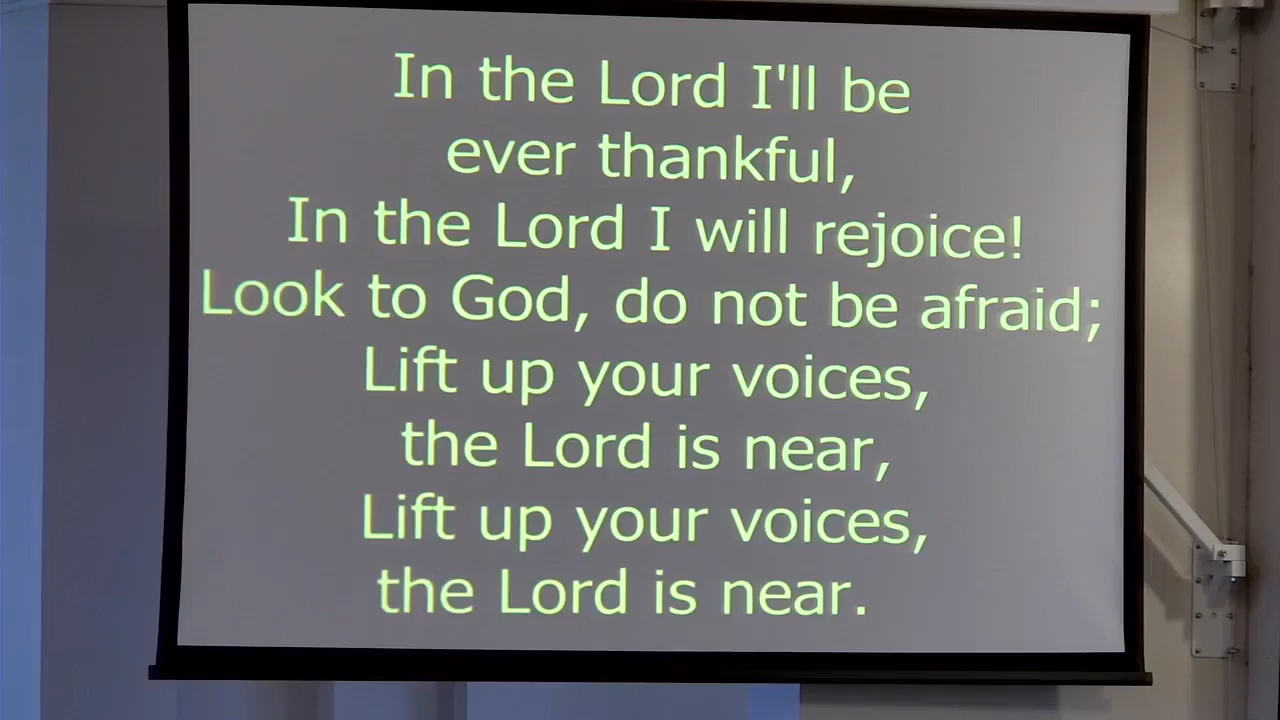 In the Lord I'll be
ever thankful,
In the Lord I will rejoice!
Look to God, do not be afraid;
Lift up your voices,
the Lord is near,
Lift up your voices,
the Lord is near.